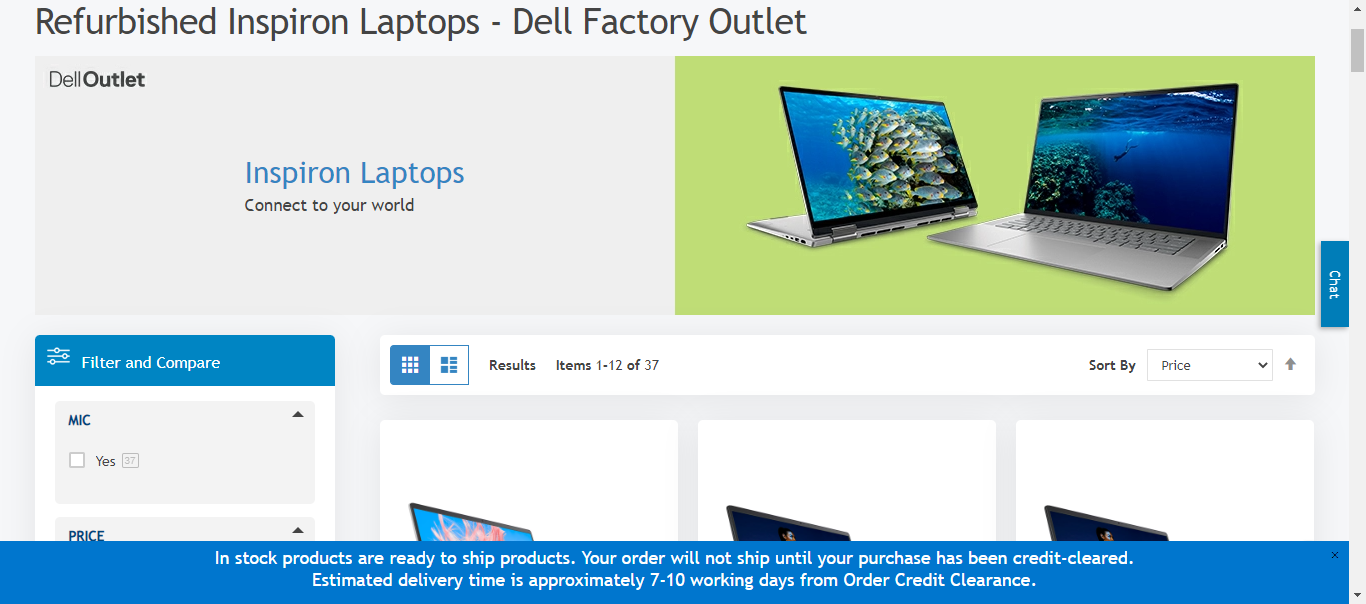 Refurbished Inspiron Laptops - Dell Factory Outlet
DellOutlet
Inspiron Laptops
Connect to your world
Chat
Filter and Compare
Results Items 1-12 of 37
Sort By Price
MIC
Yes 37
PRICE
In stock products are ready to ship products. Your order will not ship until your purchase has been credit-cleared.
Estimated delivery time is approximately 7-10 working days from Order Credit Clearance.